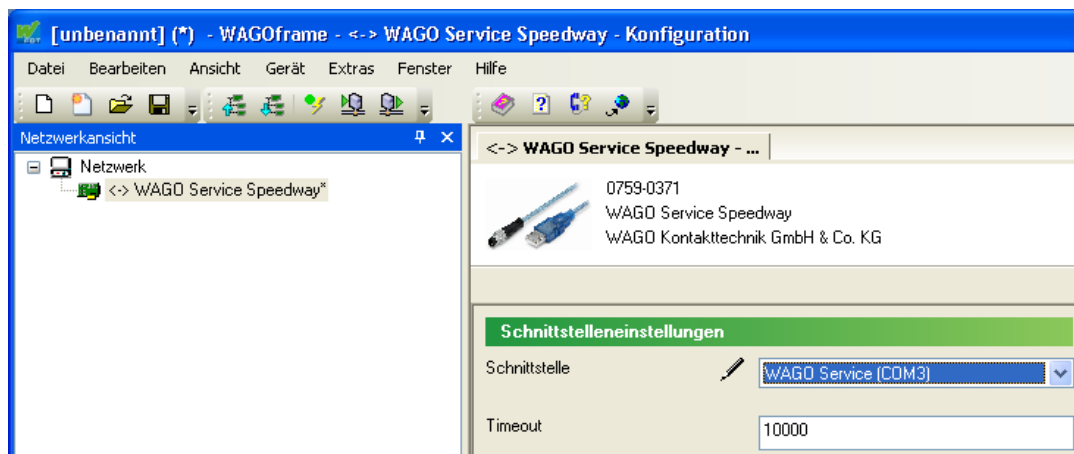 [unbenannt] (*) - WAGOframe - <-> WAGO Service Speedway - Konfiguration
Datei Bearbeiten Ansicht Gerät Extras Fenster Hilfe
Netzwerkansicht
Netzwerk
<-> WAGO Service Speedway*
<-> WAGO Service Speedway - ...
0759-0371
WAGO Service Speedway
WAGO Kontakttechnik GmbH & Co. KG
Schnittstelleneinstellungen
Schnittstelle WAGO Service (COM3)
Timeout 10000